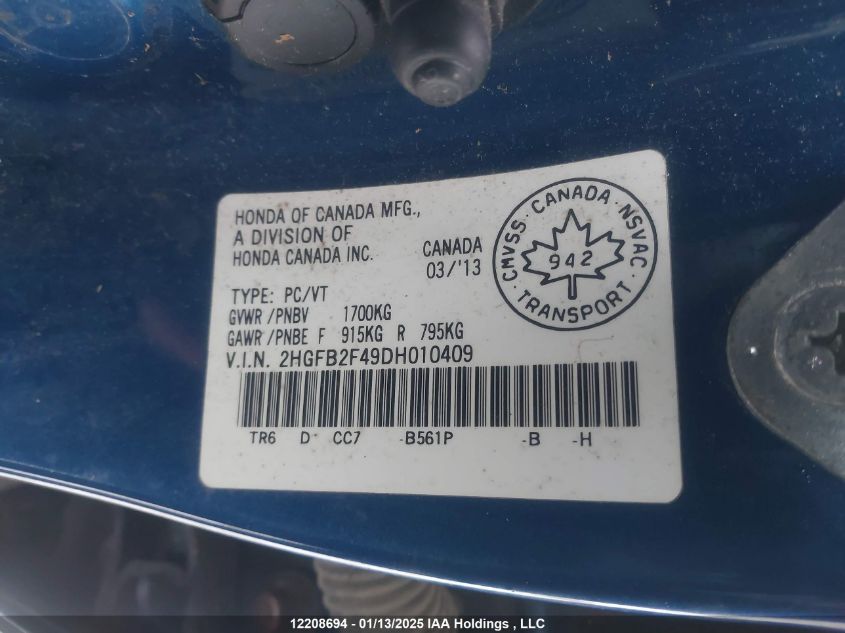 HONDA OF CANADA MFG.,
A DIVISION OF
HONDA CANADA INC.
CANADA
03/'13
CMVSS · CANADA · NSVAC
942
· TRANSPORT ·
TYPE: PC/VT
GVWR /PNBV 1700KG
GAWR /PNBE F 915KG R 795KG
V.I.N. 2HGFB2F49DH010409
TR6 D CC7 -B561P -B -H
12208694 - 01/13/2025 IAA Holdings , LLC